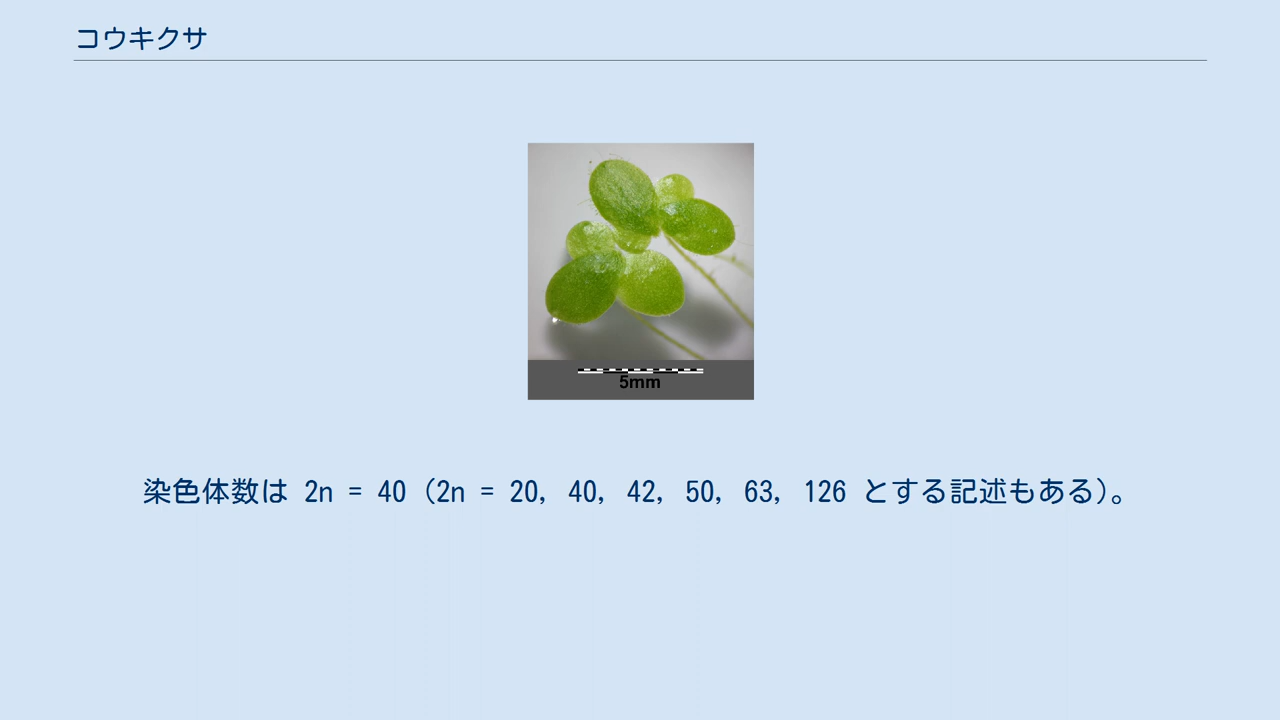 コウキクサ
5mm
染色体数は 2n = 40 (2n = 20, 40, 42, 50, 63, 126 とする記述もある)。